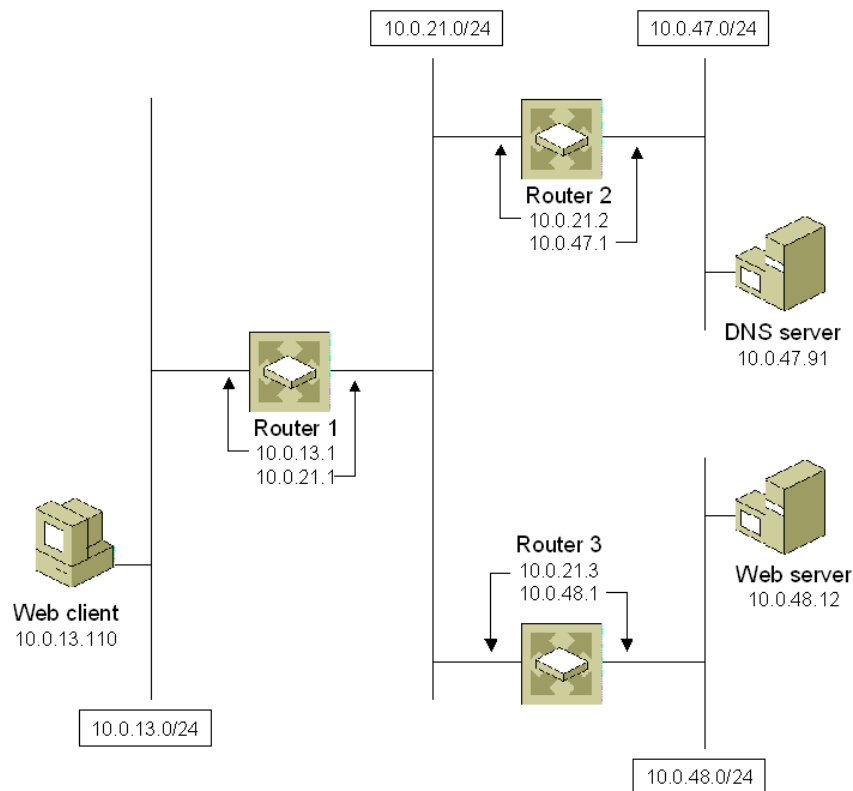 10.0.21.0/24
10.0.47.0/24
Router 2
10.0.21.2
10.0.47.1
DNS server
10.0.47.91
Router 1
10.0.13.1
10.0.21.1
Router 3
10.0.21.3
10.0.48.1
Web server
10.0.48.12
Web client
10.0.13.110
10.0.13.0/24
10.0.48.0/24